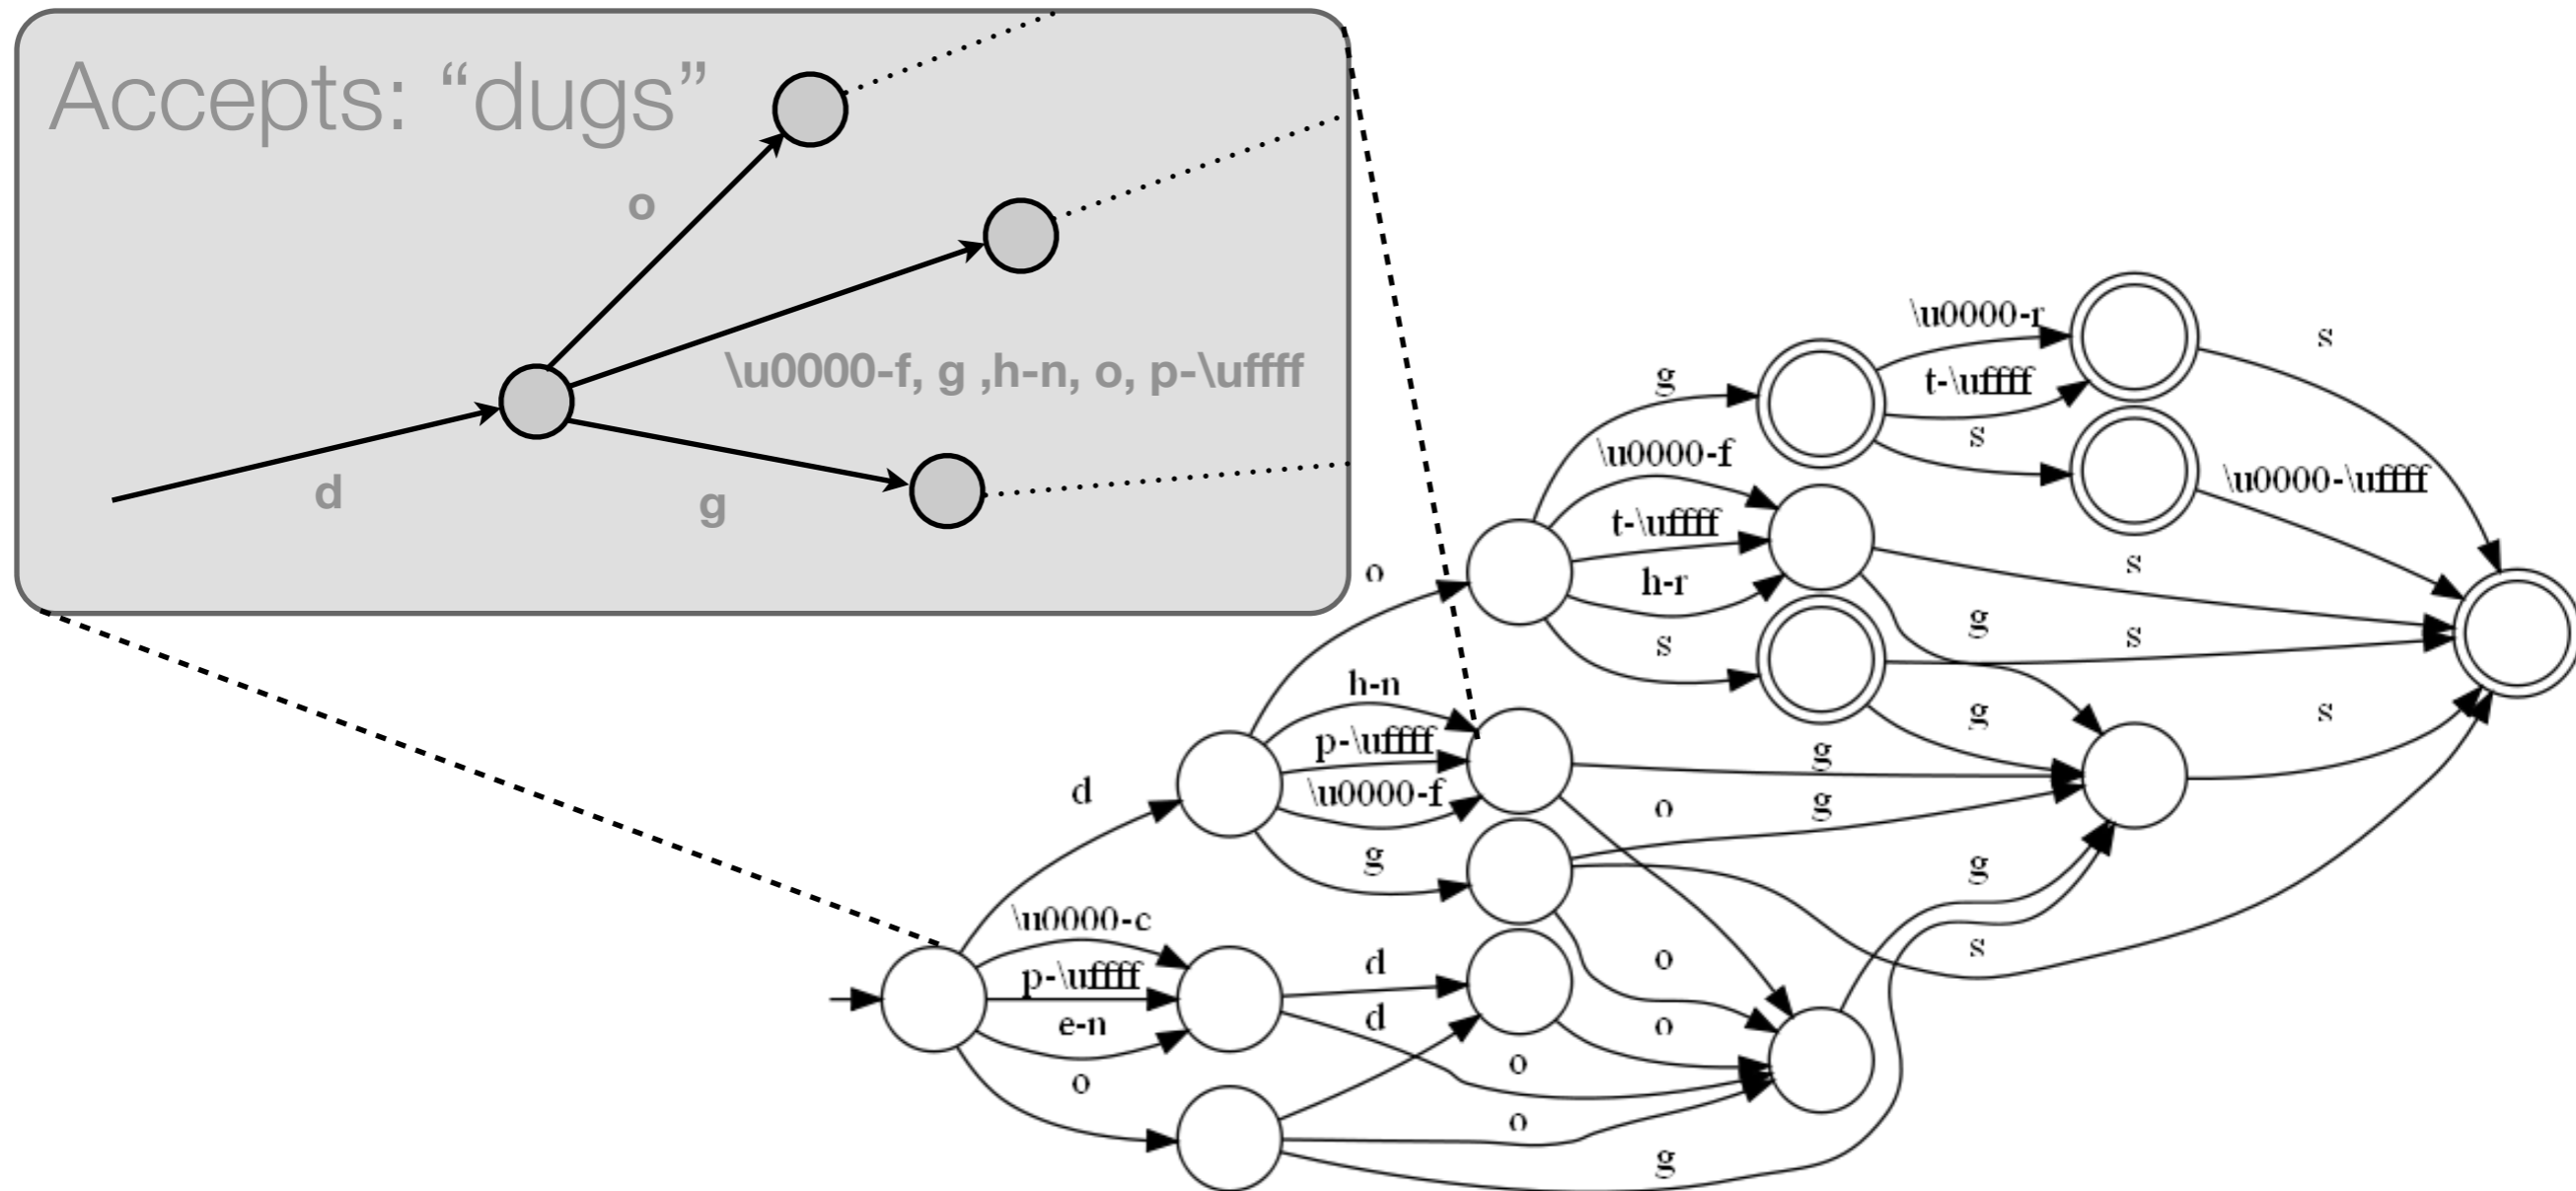 Accepts: “dugs”
o
\u0000-f, g ,h-n, o, p-\uffff
d
g
\u0000-r
s
t-\uffff
g
s
\u0000-f
\u0000-\uffff
t-\uffff
s
o
h-r
g
s
s
h-n
g
s
p-\uffff
g
d
\u0000-f
o
g
g
g
\u0000-c
s
d
o
p-\uffff
d
e-n
o
o
o
o
g